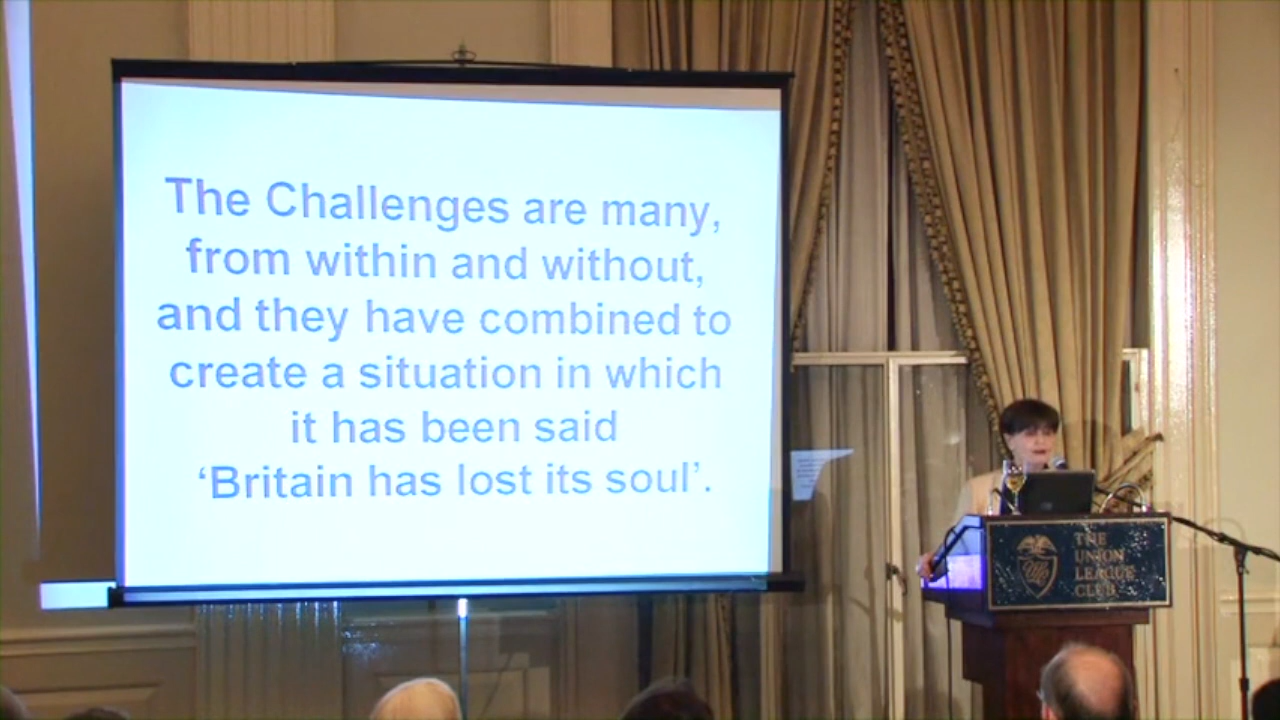 The Challenges are many,
from within and without,
and they have combined to
create a situation in which
it has been said
‘Britain has lost its soul’.
THE
UNION
LEAGUE
CLUB